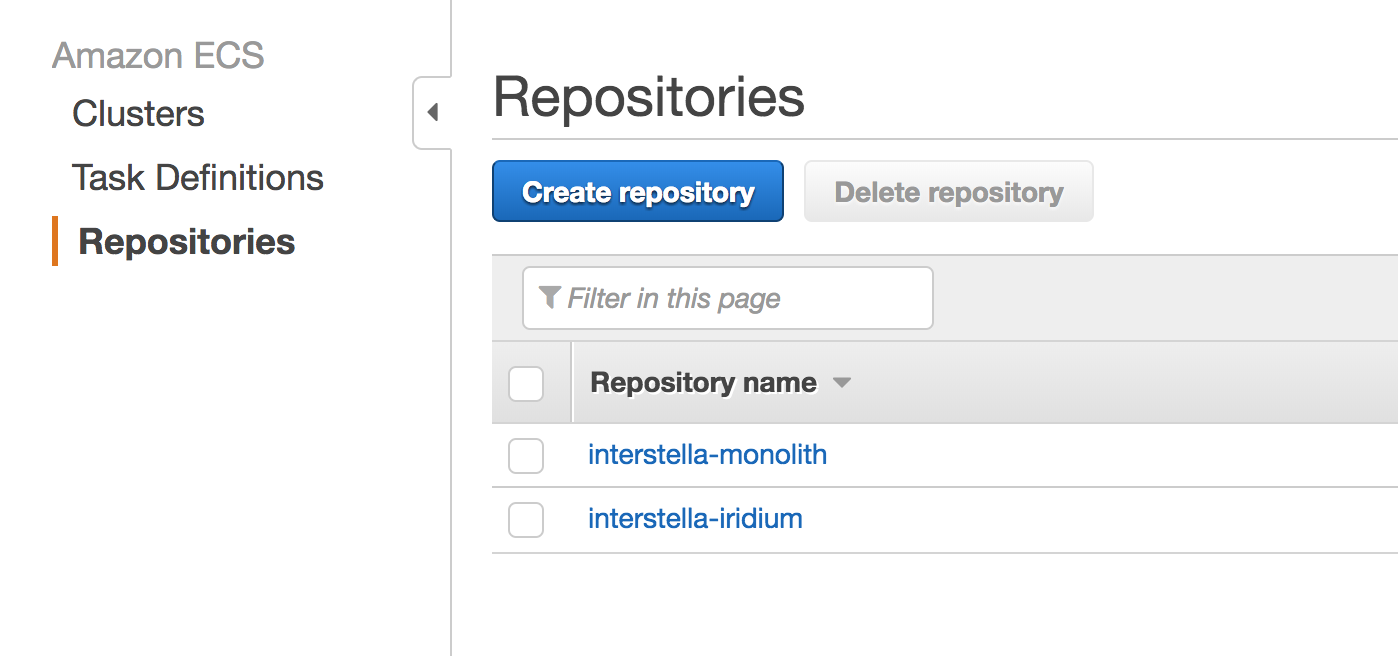 Amazon ECS
Clusters
Task Definitions
Repositories
Repositories
Create repository
Delete repository
Filter in this page
Repository name
interstella-monolith
interstella-iridium